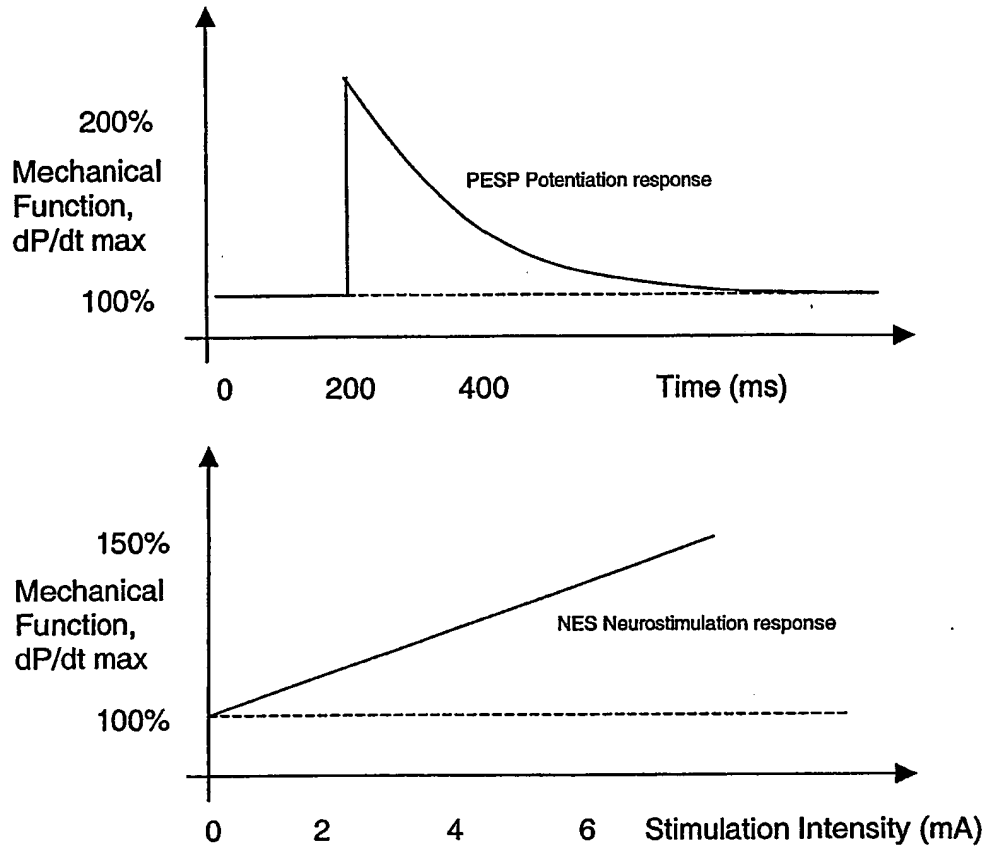 200%
Mechanical
Function,
dP/dt max
100%
PESP Potentiation response
0 200 400 Time (ms)
150%
Mechanical
Function,
dP/dt max
100%
NES Neurostimulation response
0 2 4 6 Stimulation Intensity (mA)